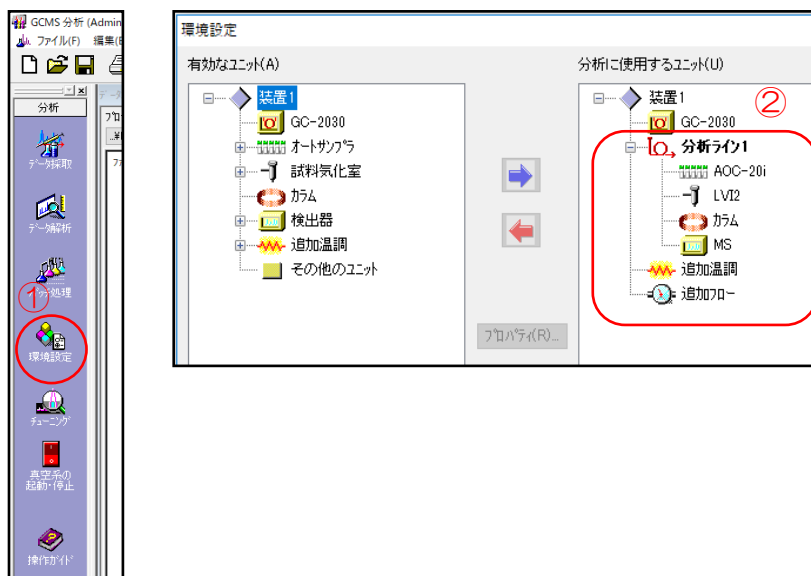 GCMS 分析 (Admin
ファイル(F) 編集(E
分析
データ採取
データ解析
①
バッチ処理
環境設定
チューニング
真空系の
起動・停止
操作ガイド
環境設定
有効なユニット(A)
装置1
GC-2030
オートサンプラ
試料気化室
カラム
検出器
追加温調
その他のユニット
プロパティ(R)...
分析に使用するユニット(U)
②
装置1
GC-2030
分析ライン1
AOC-20i
LVI2
カラム
MS
追加温調
追加フロー